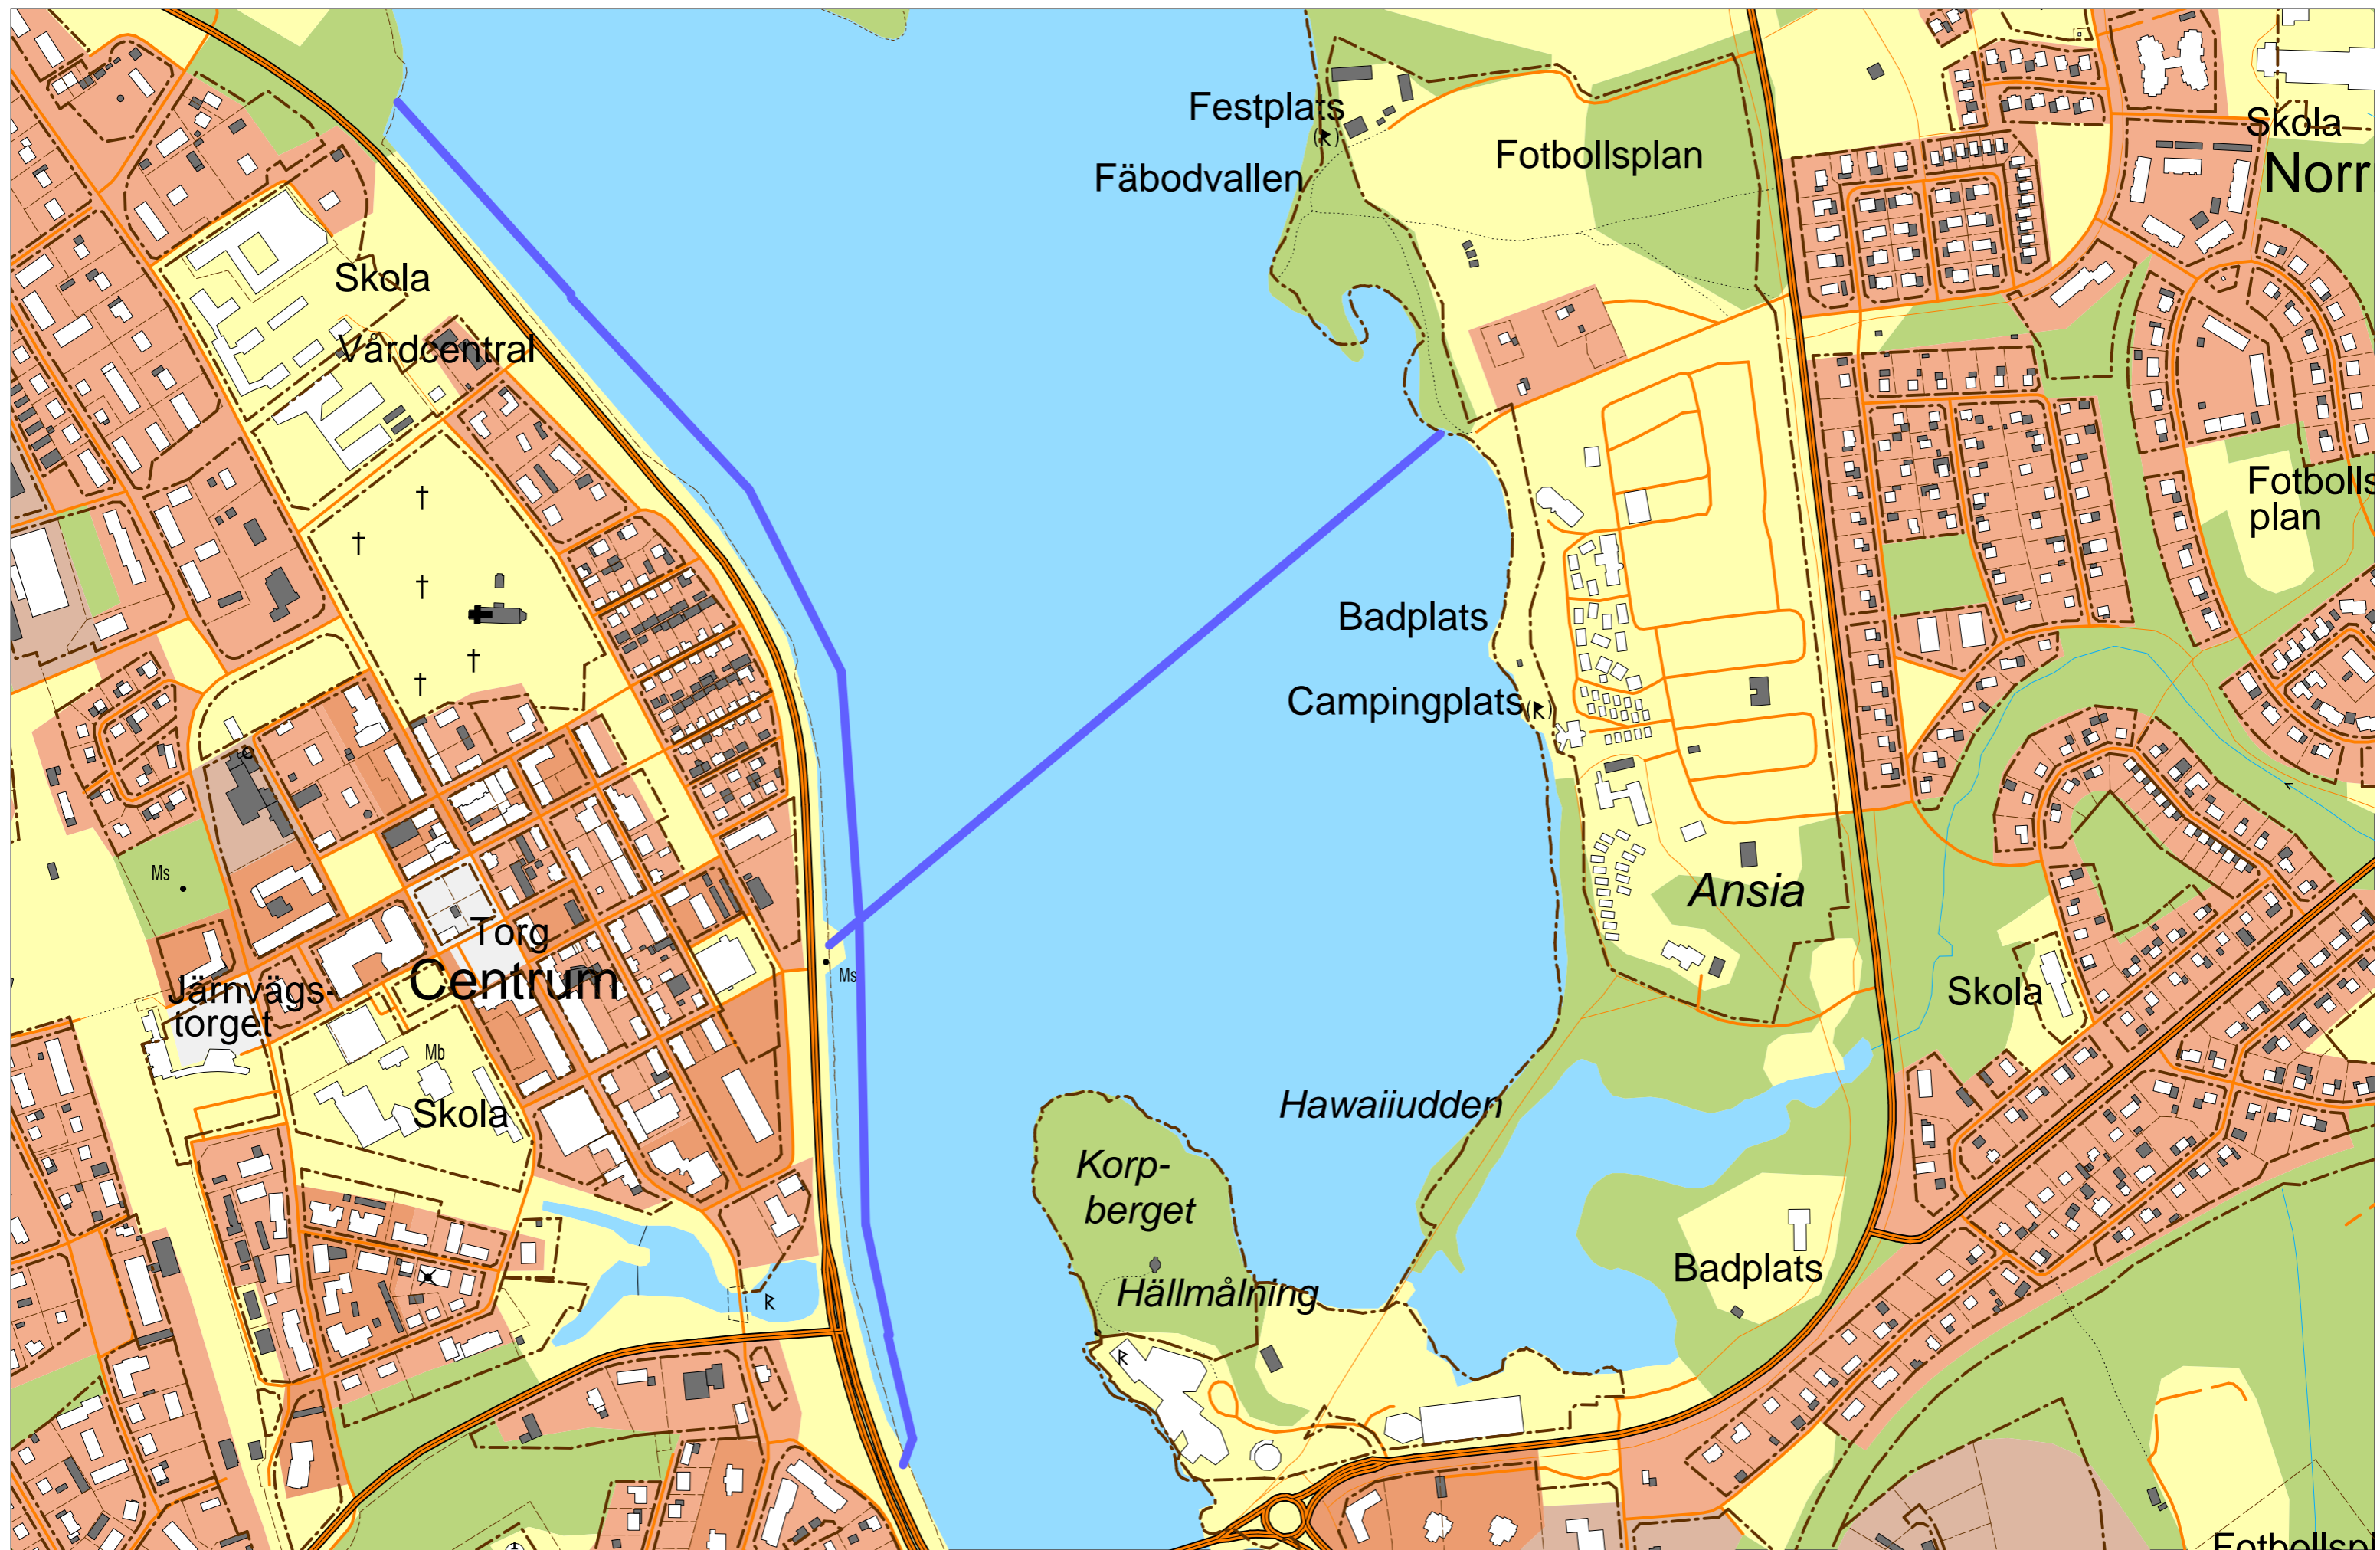 Festplats
(R)
Skola
Fäbodvallen
Fotbollsplan
Norr
Skola
Vårdcentral
Fotbolls
plan
Badplats
Campingplats
(R)
Ms
Ansia
Torg
Centrum
Ms
Järnvägs-
torget
Skola
Mb
Skola
Hawaiiudden
Korp-
berget
Badplats
Hällmålning
R
R
Fotbollspl